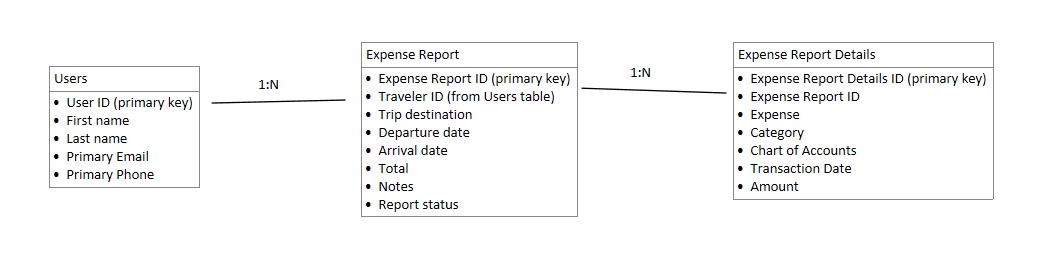 Users
• User ID (primary key)
• First name
• Last name
• Primary Email
• Primary Phone
1:N
Expense Report
• Expense Report ID (primary key)
• Traveler ID (from Users table)
• Trip destination
• Departure date
• Arrival date
• Total
• Notes
• Report status
1:N
Expense Report Details
• Expense Report Details ID (primary key)
• Expense Report ID
• Expense
• Category
• Chart of Accounts
• Transaction Date
• Amount